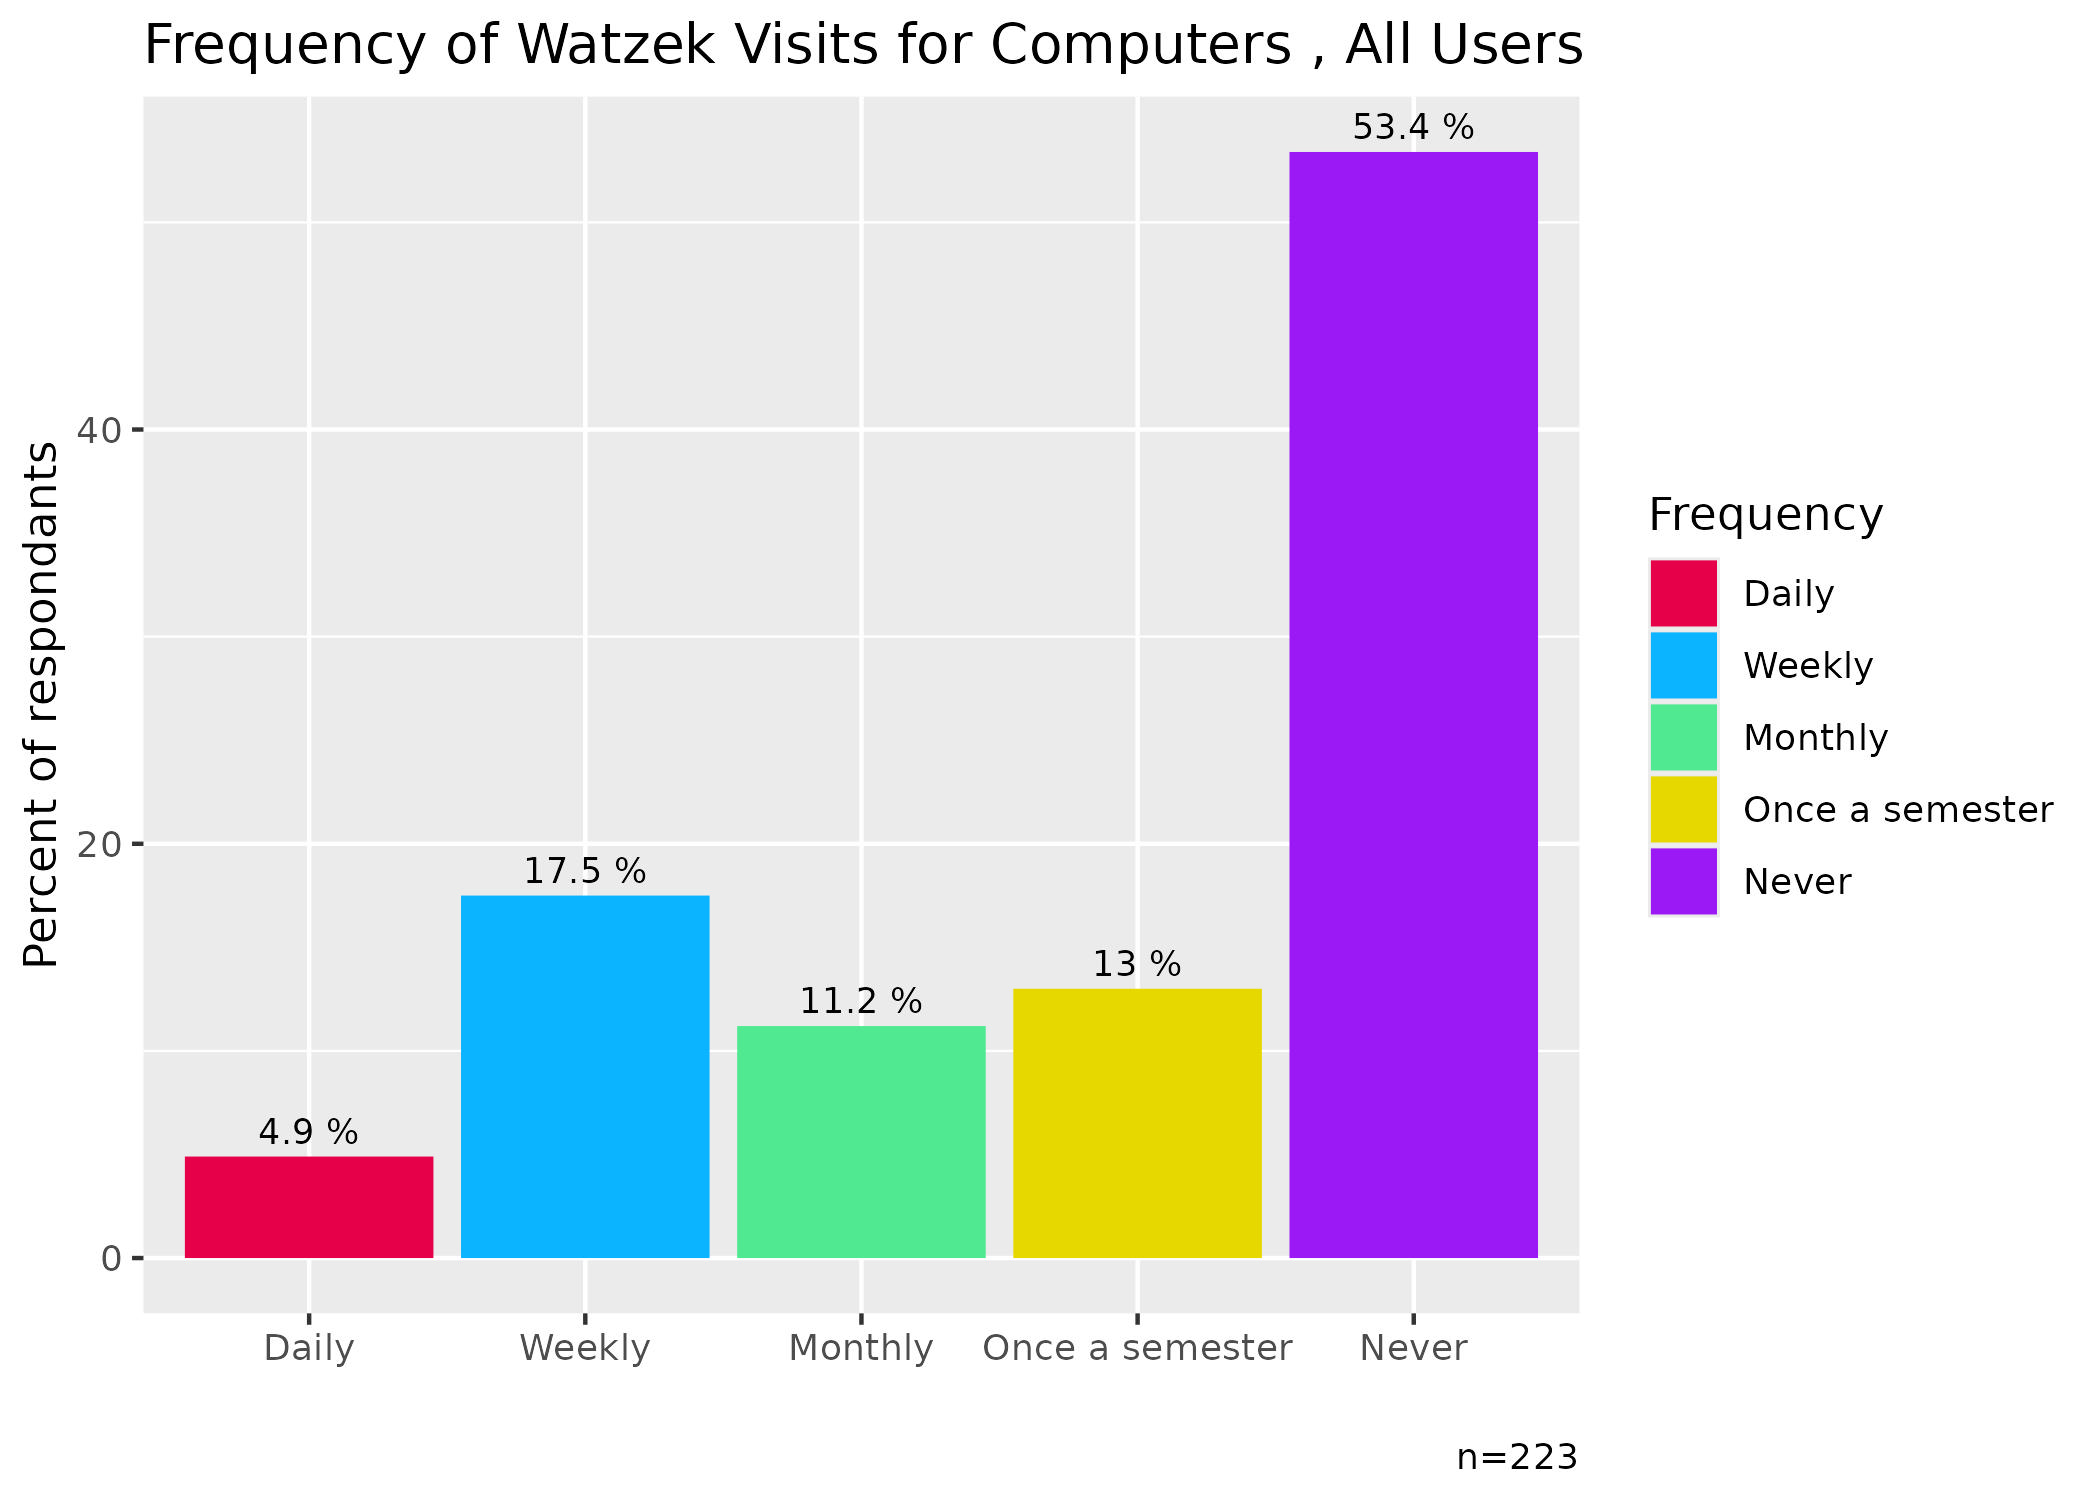 Frequency of Watzek Visits for Computers , All Users
53.4 %
40
Percent of respondants
20
17.5 %
13 %
11.2 %
4.9 %
0
Daily
Weekly
Monthly
Once a semester
Never
n=223
Frequency
Daily
Weekly
Monthly
Once a semester
Never